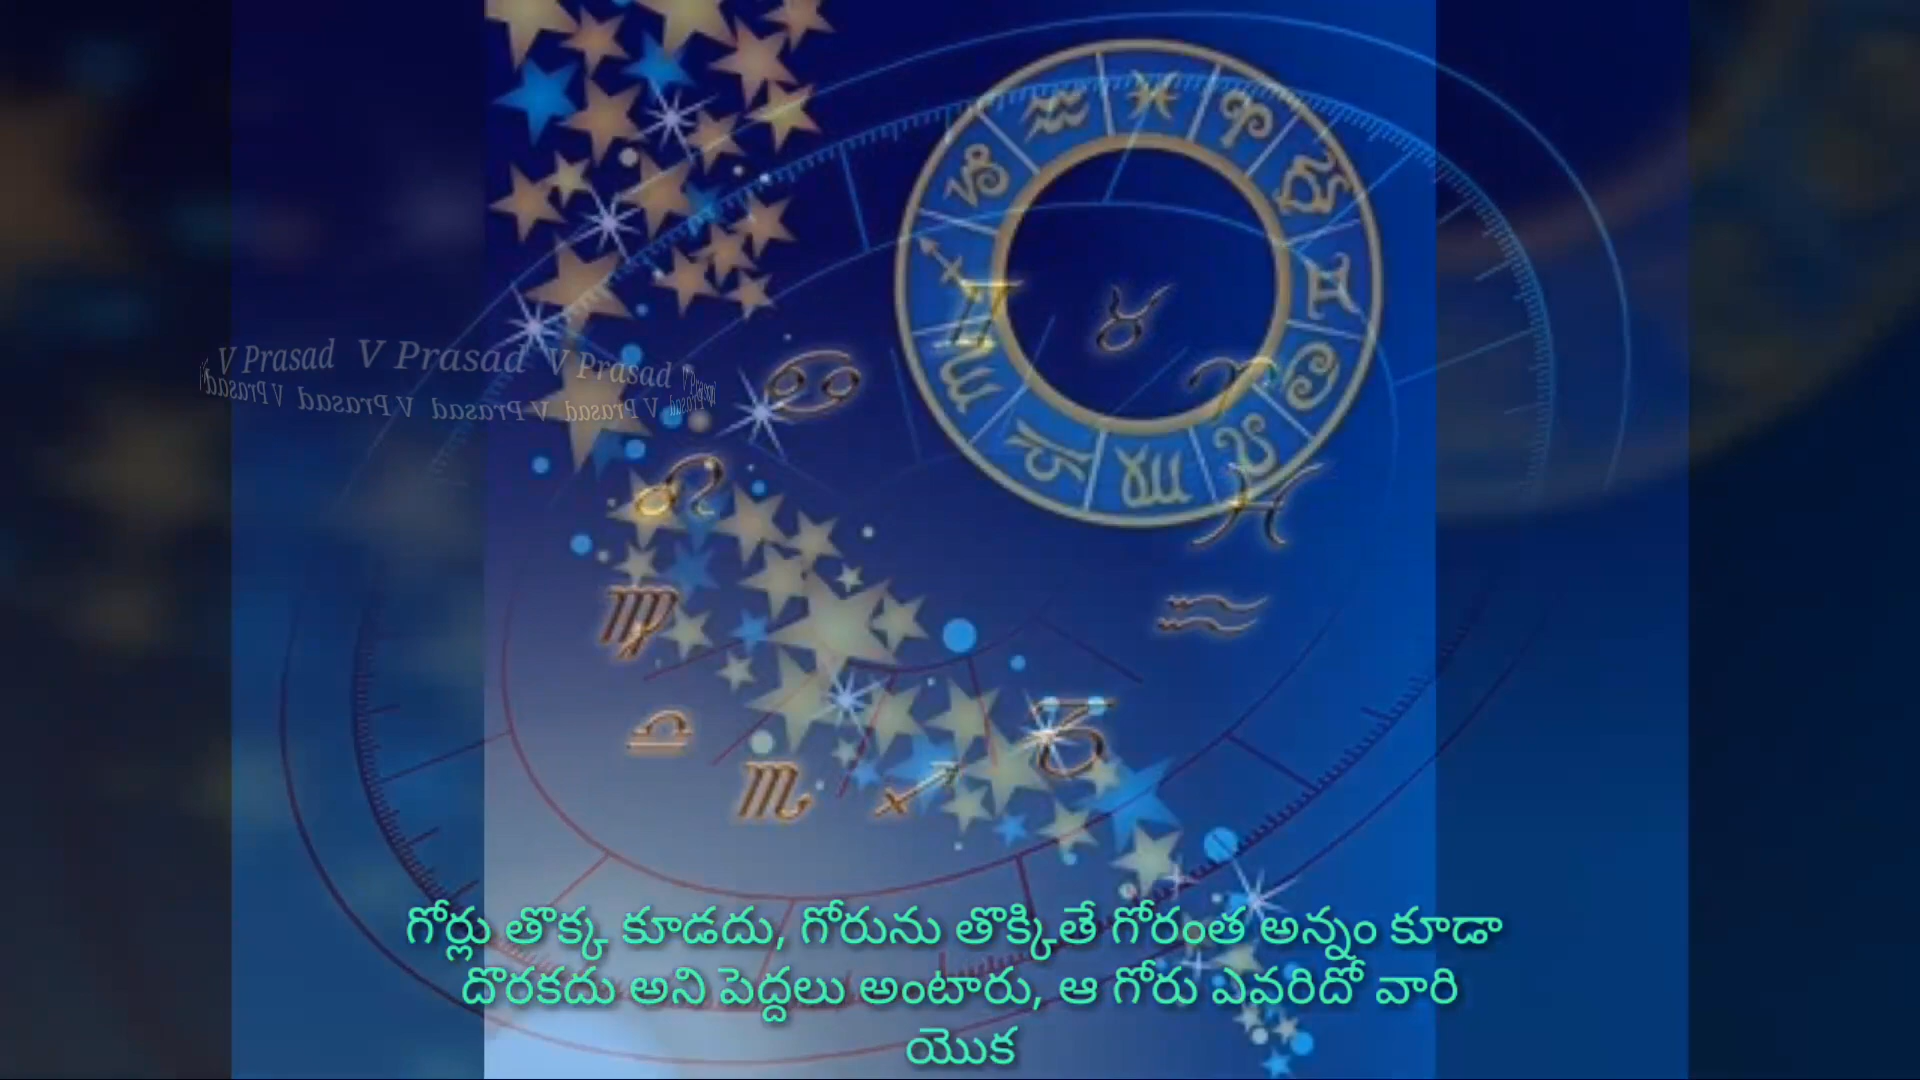 V Prasad V Prasad V Prasad
గోర్లు తొక్క కూడదు, గోరును తొక్కితే గోరంత అన్నం కూడా
దొరకదు అని పెద్దలు అంటారు, ఆ గోరు ఎవరిదో వారి
యొక